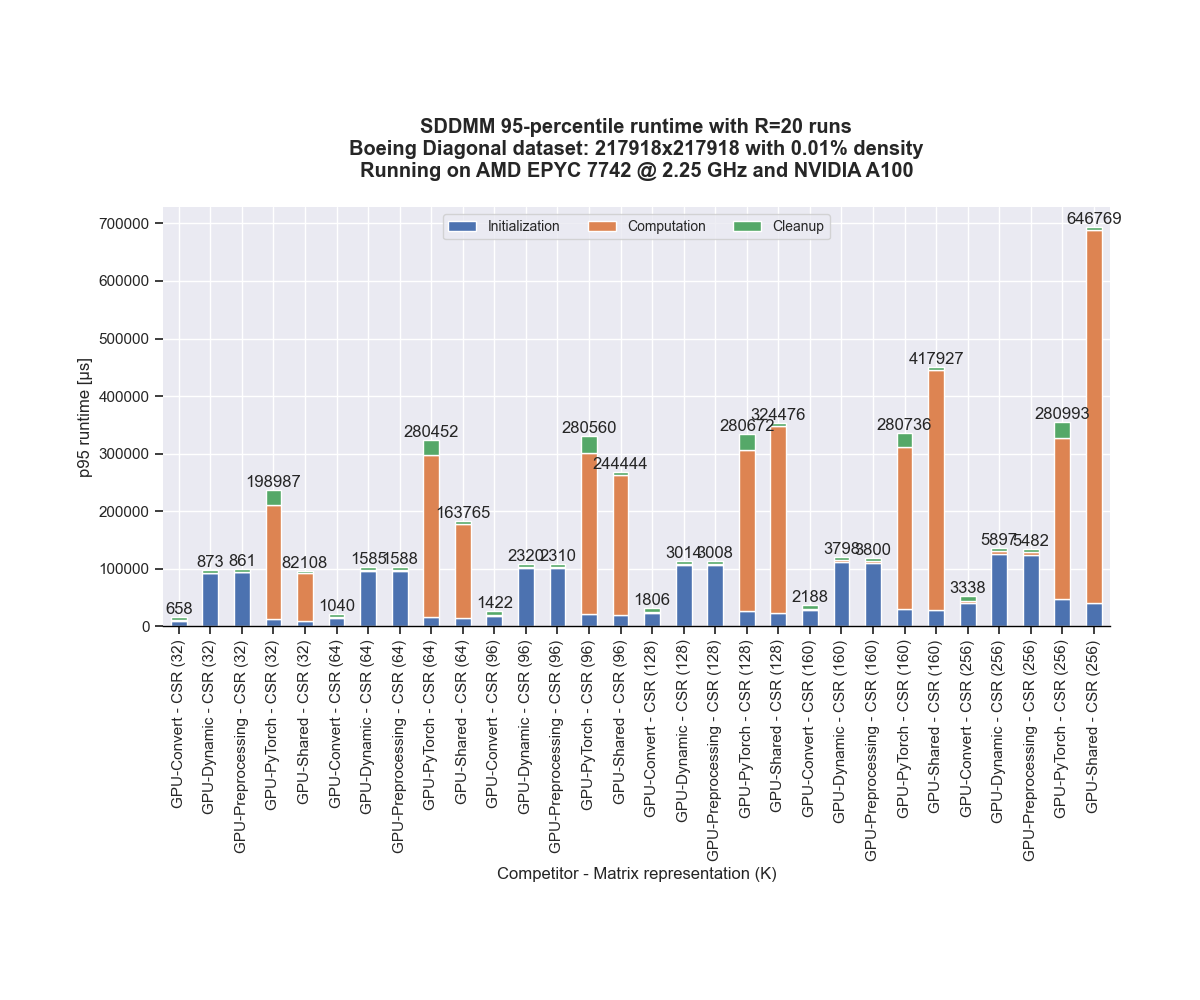 SDDMM 95-percentile runtime with R=20 runs
Boeing Diagonal dataset: 217918x217918 with 0.01% density
Running on AMD EPYC 7742 @ 2.25 GHz and NVIDIA A100
Initialization
Computation
Cleanup
p95 runtime [µs]
700000
600000
500000
400000
300000
200000
100000
0
658
873
861
198987
82108
1040
1585
1588
280452
163765
1422
2320
2310
280560
244444
1806
3014
3008
280672
324476
2188
3798
3800
280736
417927
3338
5897
5482
280993
646769
GPU-Convert - CSR (32)
GPU-Dynamic - CSR (32)
GPU-Preprocessing - CSR (32)
GPU-PyTorch - CSR (32)
GPU-Shared - CSR (32)
GPU-Convert - CSR (64)
GPU-Dynamic - CSR (64)
GPU-Preprocessing - CSR (64)
GPU-PyTorch - CSR (64)
GPU-Shared - CSR (64)
GPU-Convert - CSR (96)
GPU-Dynamic - CSR (96)
GPU-Preprocessing - CSR (96)
GPU-PyTorch - CSR (96)
GPU-Shared - CSR (96)
GPU-Convert - CSR (128)
GPU-Dynamic - CSR (128)
GPU-Preprocessing - CSR (128)
GPU-PyTorch - CSR (128)
GPU-Shared - CSR (128)
GPU-Convert - CSR (160)
GPU-Dynamic - CSR (160)
GPU-Preprocessing - CSR (160)
GPU-PyTorch - CSR (160)
GPU-Shared - CSR (160)
GPU-Convert - CSR (256)
GPU-Dynamic - CSR (256)
GPU-Preprocessing - CSR (256)
GPU-PyTorch - CSR (256)
GPU-Shared - CSR (256)
Competitor - Matrix representation (K)